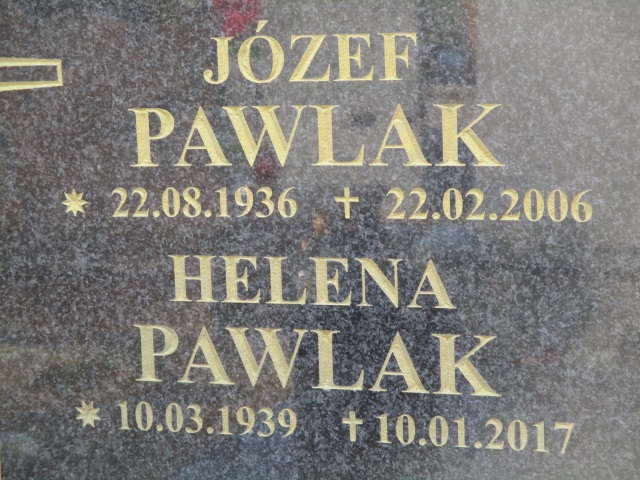 JÓZEF
PAWLAK
✴ 22.08.1936 ✝ 22.02.2006
HELENA
PAWLAK
✴ 10.03.1939 ✝ 10.01.2017